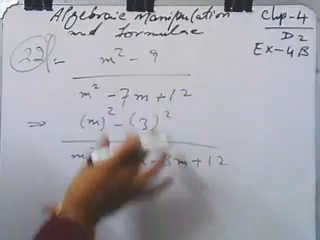 Algebraic Manipulation
and Formulae
Chp-4
D2
Ex-4B
22) m² - 9
m² - 7m + 12
⇒ (m)² - (3)²
m + 12